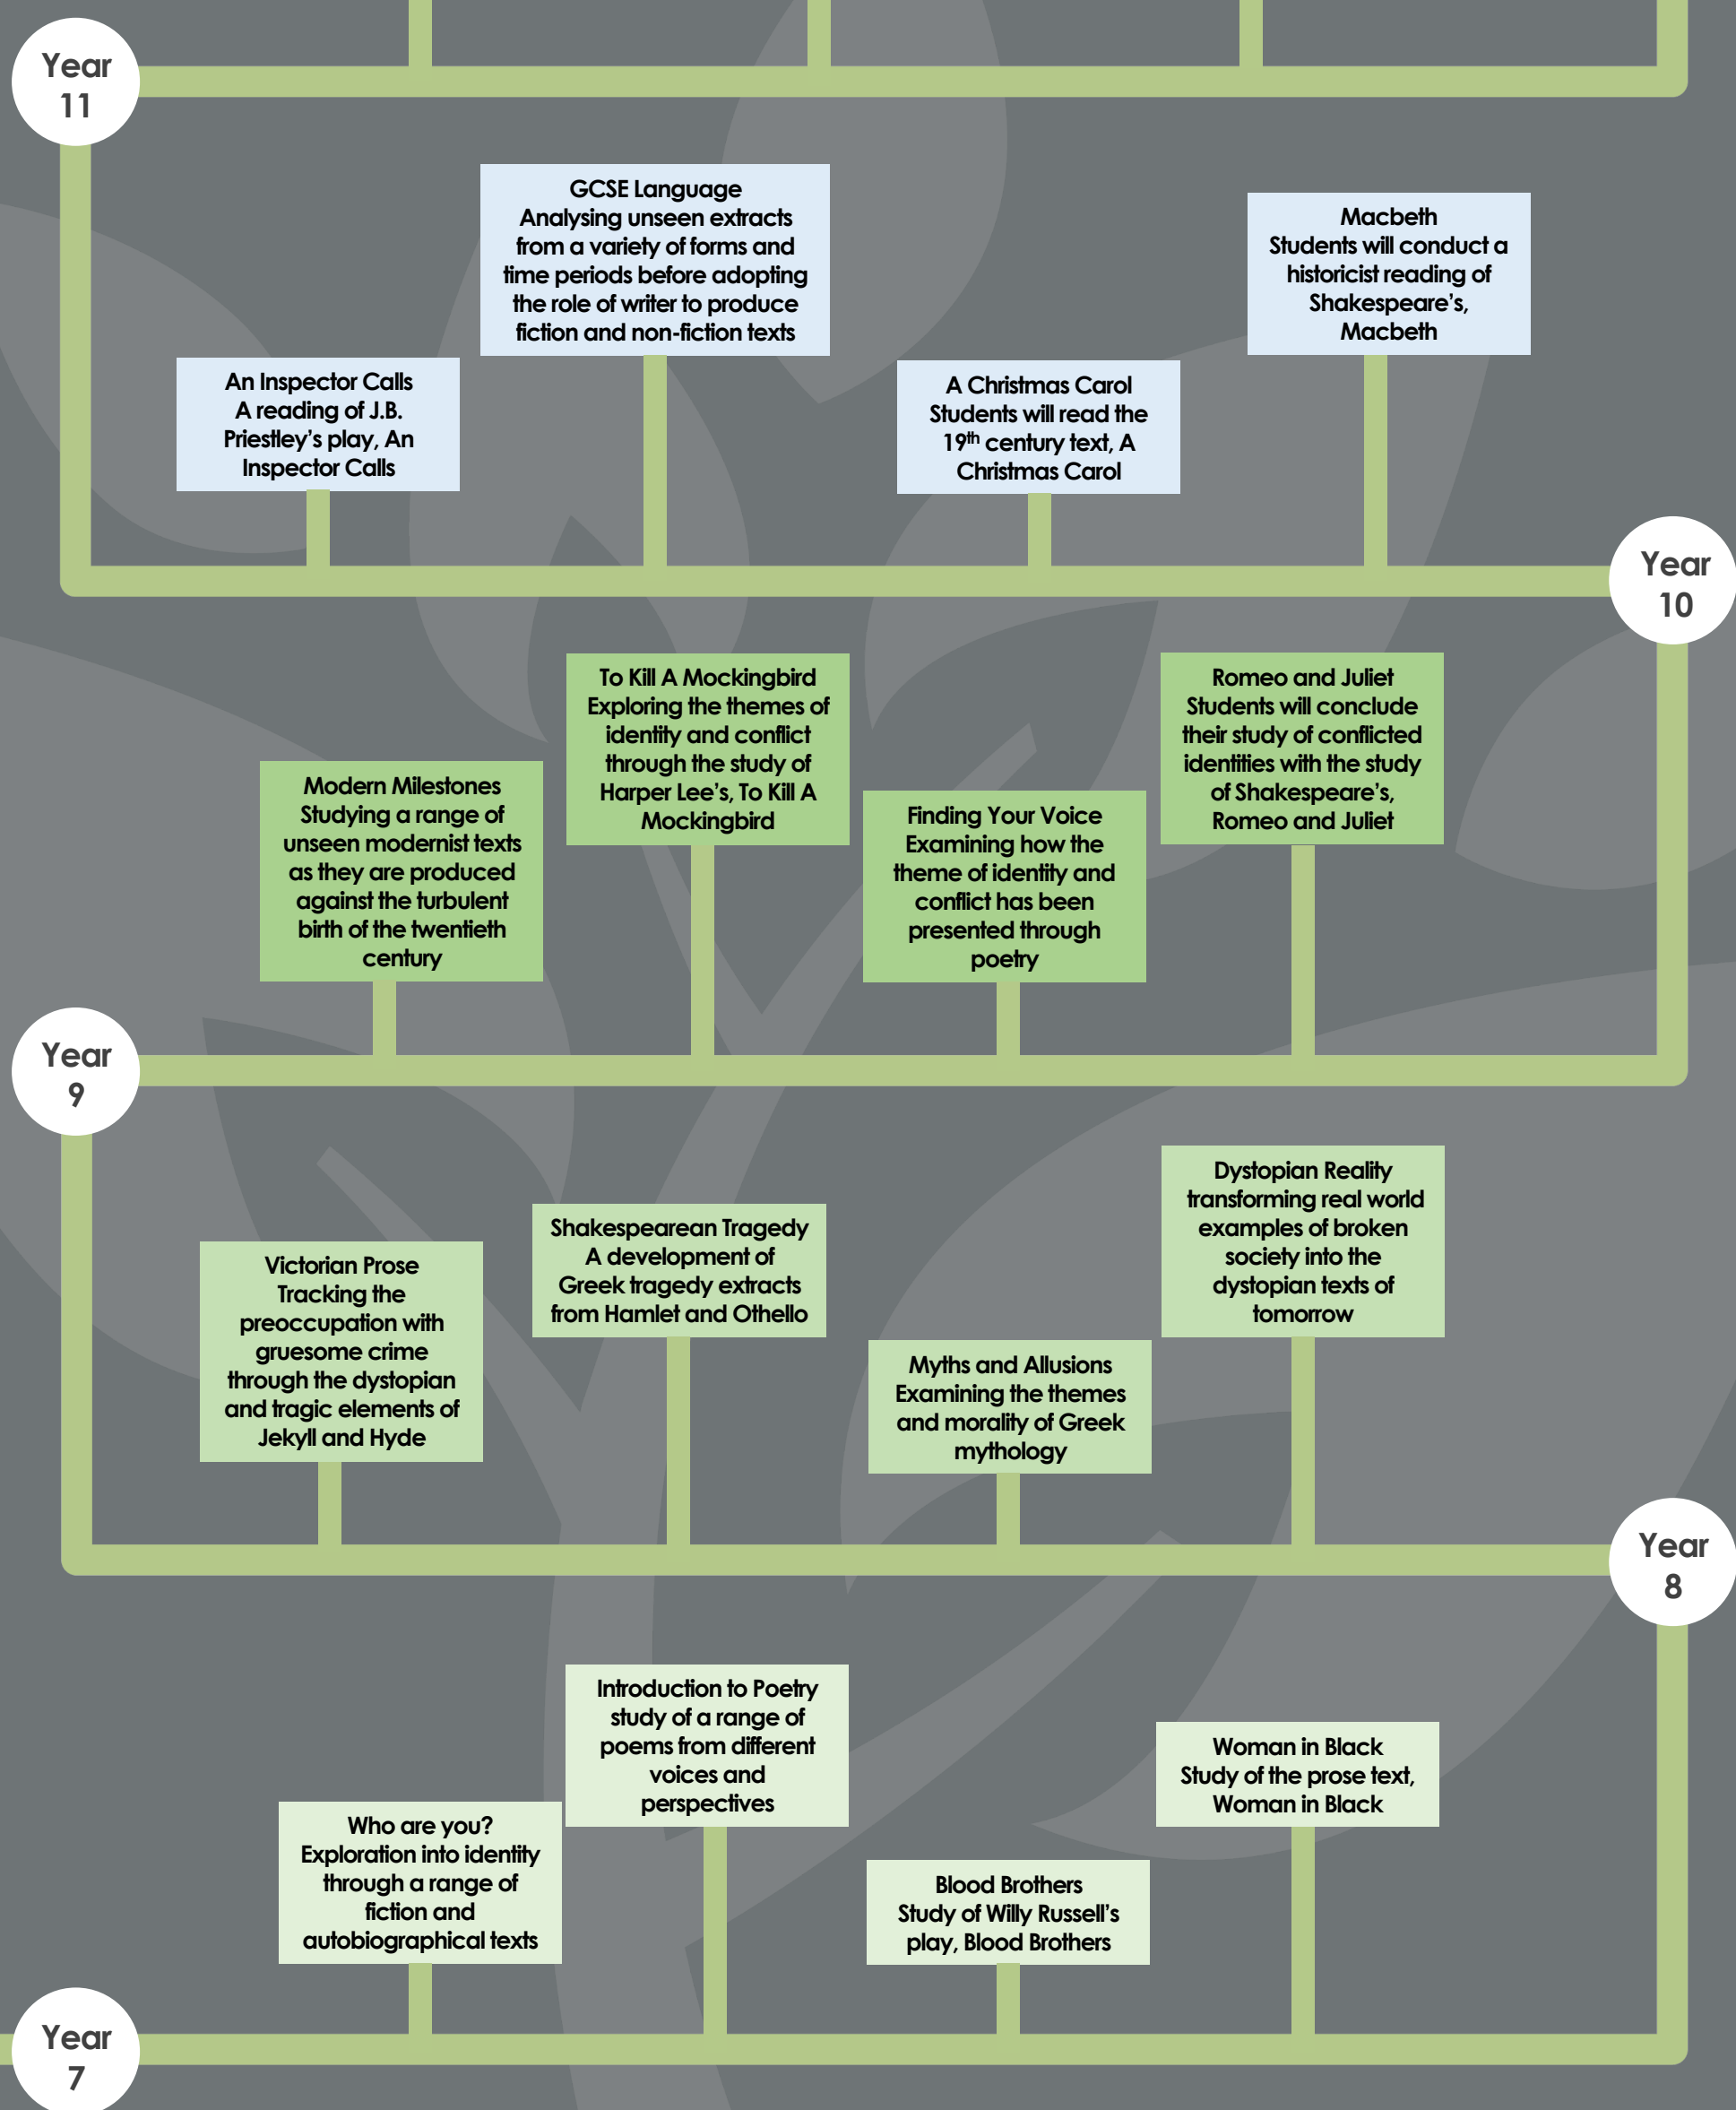 Year
11
GCSE Language
Analysing unseen extracts
from a variety of forms and
time periods before adopting
the role of writer to produce
fiction and non-fiction texts
Macbeth
Students will conduct a
historicist reading of
Shakespeare’s,
Macbeth
An Inspector Calls
A reading of J.B.
Priestley’s play, An
Inspector Calls
A Christmas Carol
Students will read the
19th century text, A
Christmas Carol
Year
10
To Kill A Mockingbird
Exploring the themes of
identity and conflict
through the study of
Harper Lee’s, To Kill A
Mockingbird
Romeo and Juliet
Students will conclude
their study of conflicted
identities with the study
of Shakespeare’s,
Romeo and Juliet
Modern Milestones
Studying a range of
unseen modernist texts
as they are produced
against the turbulent
birth of the twentieth
century
Finding Your Voice
Examining how the
theme of identity and
conflict has been
presented through
poetry
Year
9
Dystopian Reality
transforming real world
examples of broken
society into the
dystopian texts of
tomorrow
Shakespearean Tragedy
A development of
Greek tragedy extracts
from Hamlet and Othello
Victorian Prose
Tracking the
preoccupation with
gruesome crime
through the dystopian
and tragic elements of
Jekyll and Hyde
Myths and Allusions
Examining the themes
and morality of Greek
mythology
Year
8
Introduction to Poetry
study of a range of
poems from different
voices and
perspectives
Woman in Black
Study of the prose text,
Woman in Black
Who are you?
Exploration into identity
through a range of
fiction and
autobiographical texts
Blood Brothers
Study of Willy Russell’s
play, Blood Brothers
Year
7